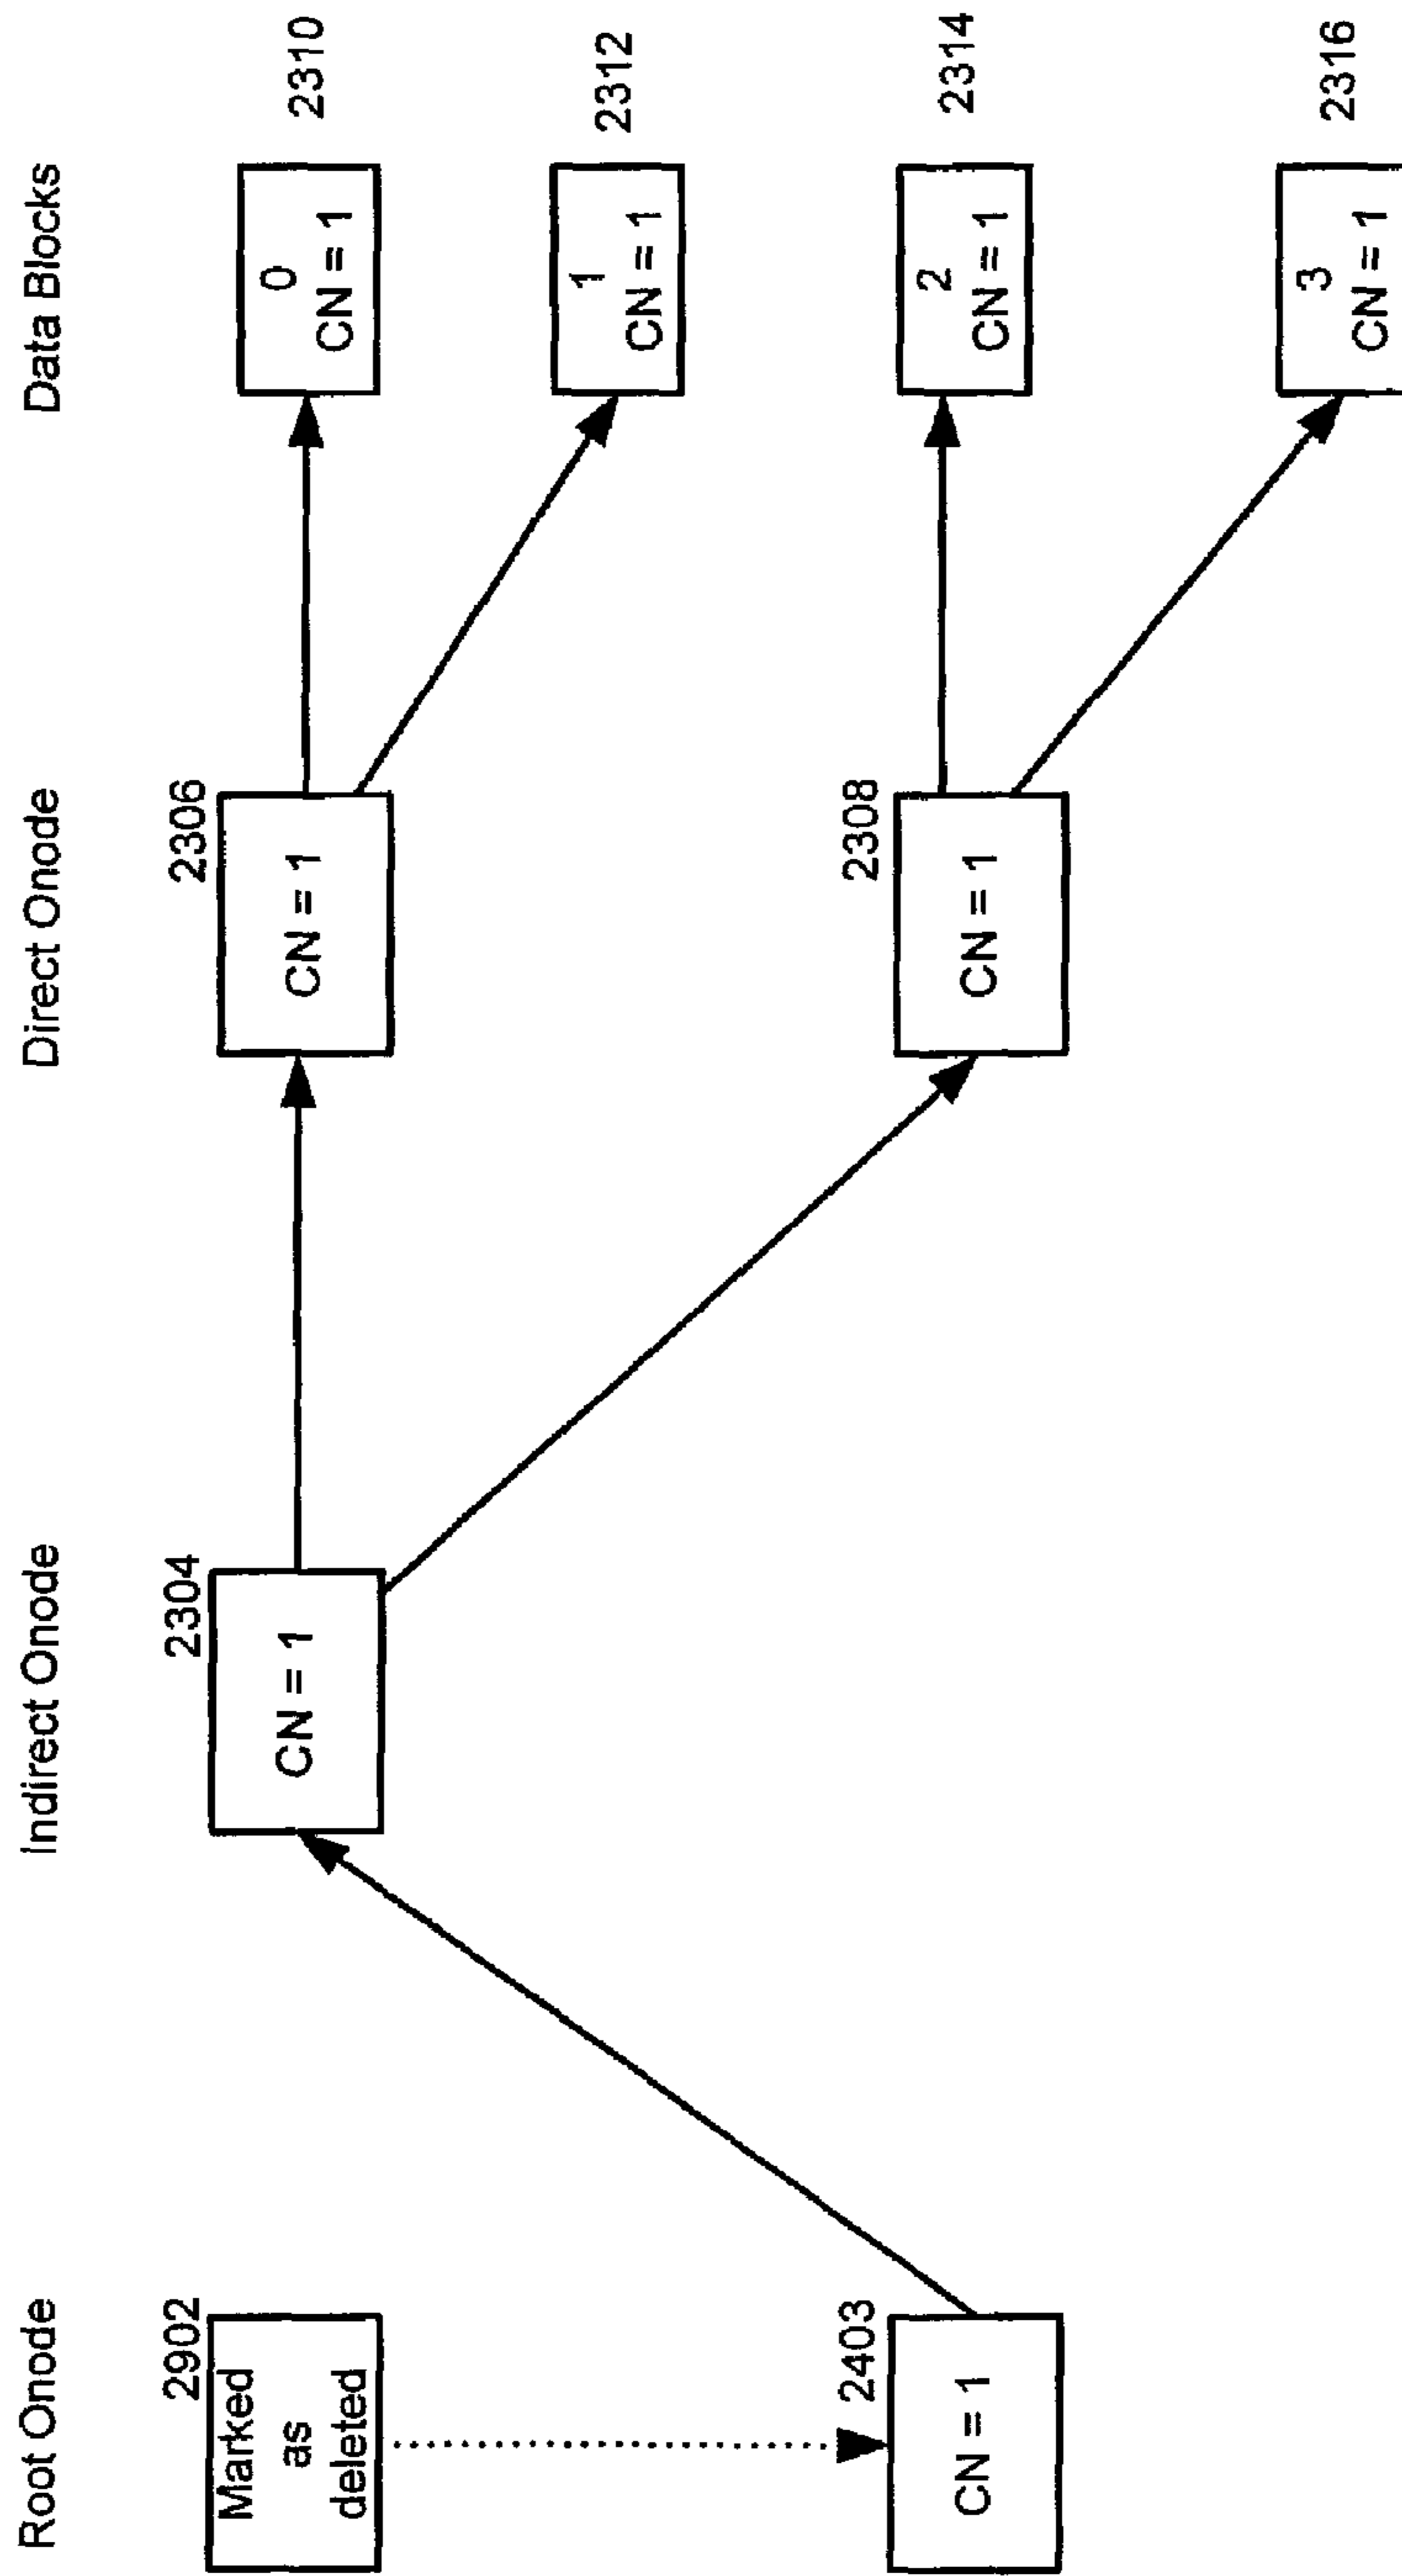 Root Onode
Indirect Onode
Direct Onode
Data Blocks
2902
Marked
as
deleted
2304
CN = 1
2306
CN = 1
0
CN = 1
2310
1
CN = 1
2312
2403
CN = 1
2308
CN = 1
2
CN = 1
2314
3
CN = 1
2316